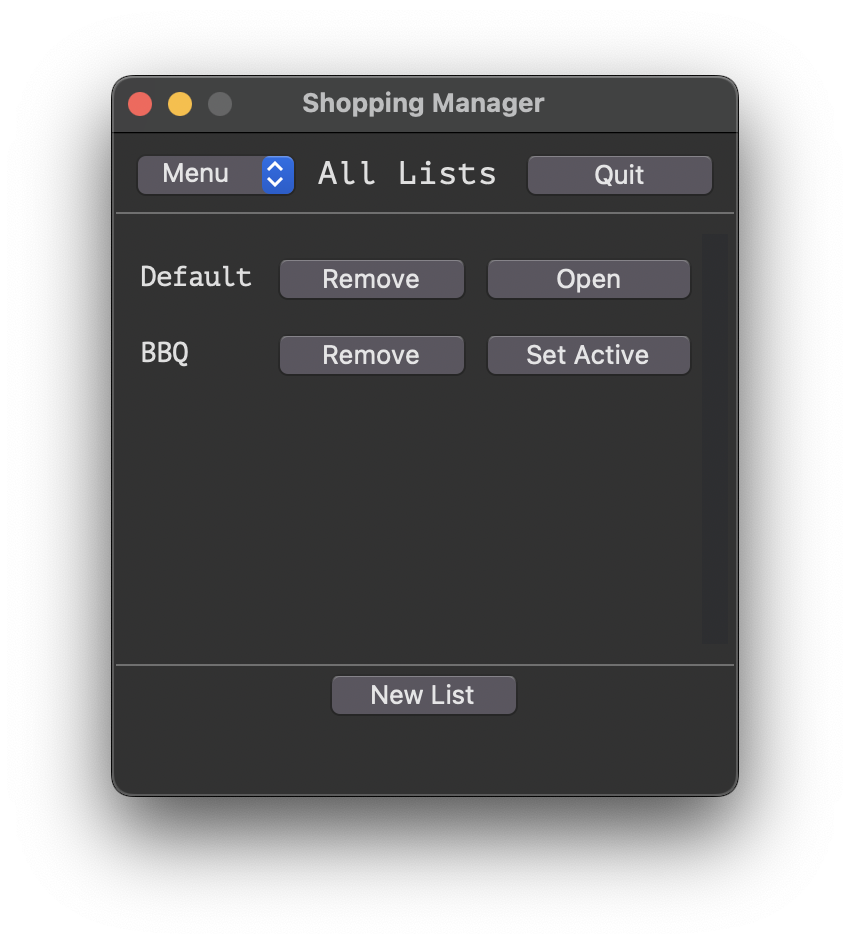 Shopping Manager
Menu All Lists Quit
Default Remove Open
BBQ Remove Set Active
New List